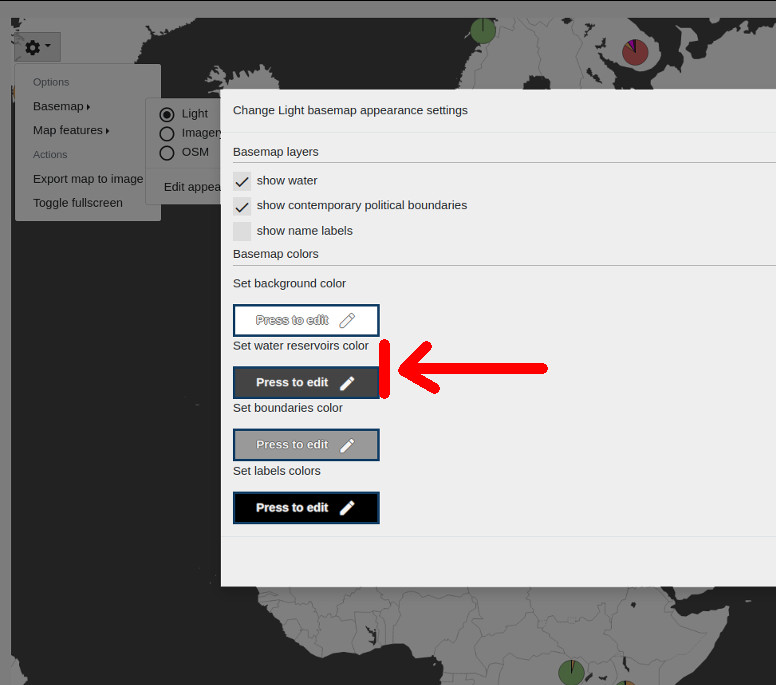 Options
Basemap
Map features
Actions
Export map to image
Toggle fullscreen
Light
Imagery
OSM
Edit appea
Change Light basemap appearance settings
Basemap layers
show water
show contemporary political boundaries
show name labels
Basemap colors
Set background color
Press to edit
Set water reservoirs color
Press to edit
Set boundaries color
Press to edit
Set labels colors
Press to edit